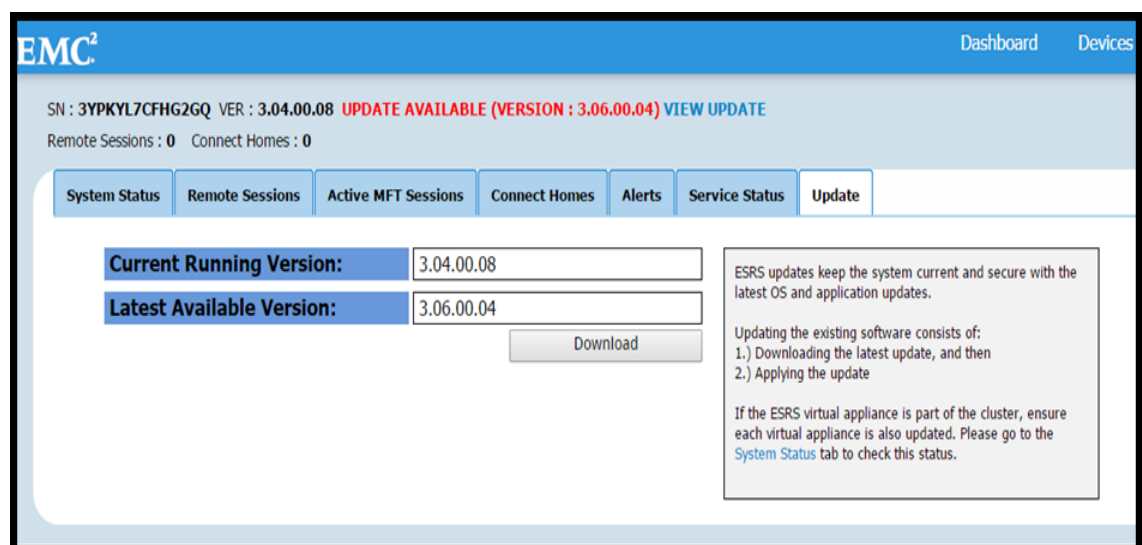 EMC²
Dashboard Devices
SN : 3YPKYL7CFHG2GQ VER : 3.04.00.08 UPDATE AVAILABLE (VERSION : 3.06.00.04) VIEW UPDATE
Remote Sessions : 0 Connect Homes : 0
System Status Remote Sessions Active MFT Sessions Connect Homes Alerts Service Status Update
Current Running Version: 3.04.00.08
Latest Available Version: 3.06.00.04
Download
ESRS updates keep the system current and secure with the
latest OS and application updates.
Updating the existing software consists of:
1.) Downloading the latest update, and then
2.) Applying the update
If the ESRS virtual appliance is part of the cluster, ensure
each virtual appliance is also updated. Please go to the
System Status tab to check this status.